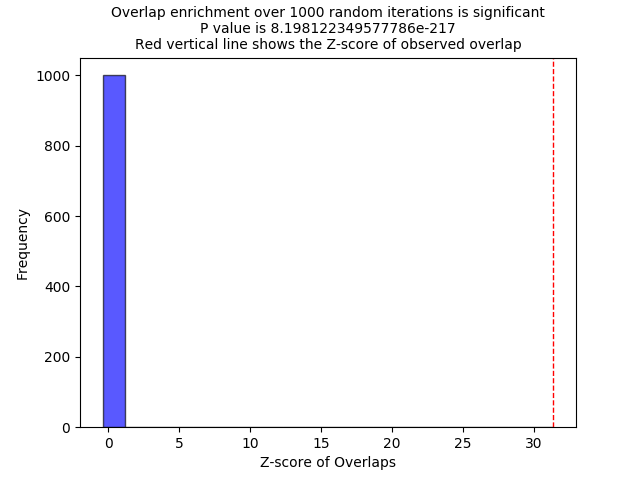 Overlap enrichment over 1000 random iterations is significant
P value is 8.198122349577786e-217
Red vertical line shows the Z-score of observed overlap
1000
800
600
400
200
0
Frequency
0 5 10 15 20 25 30
Z-score of Overlaps